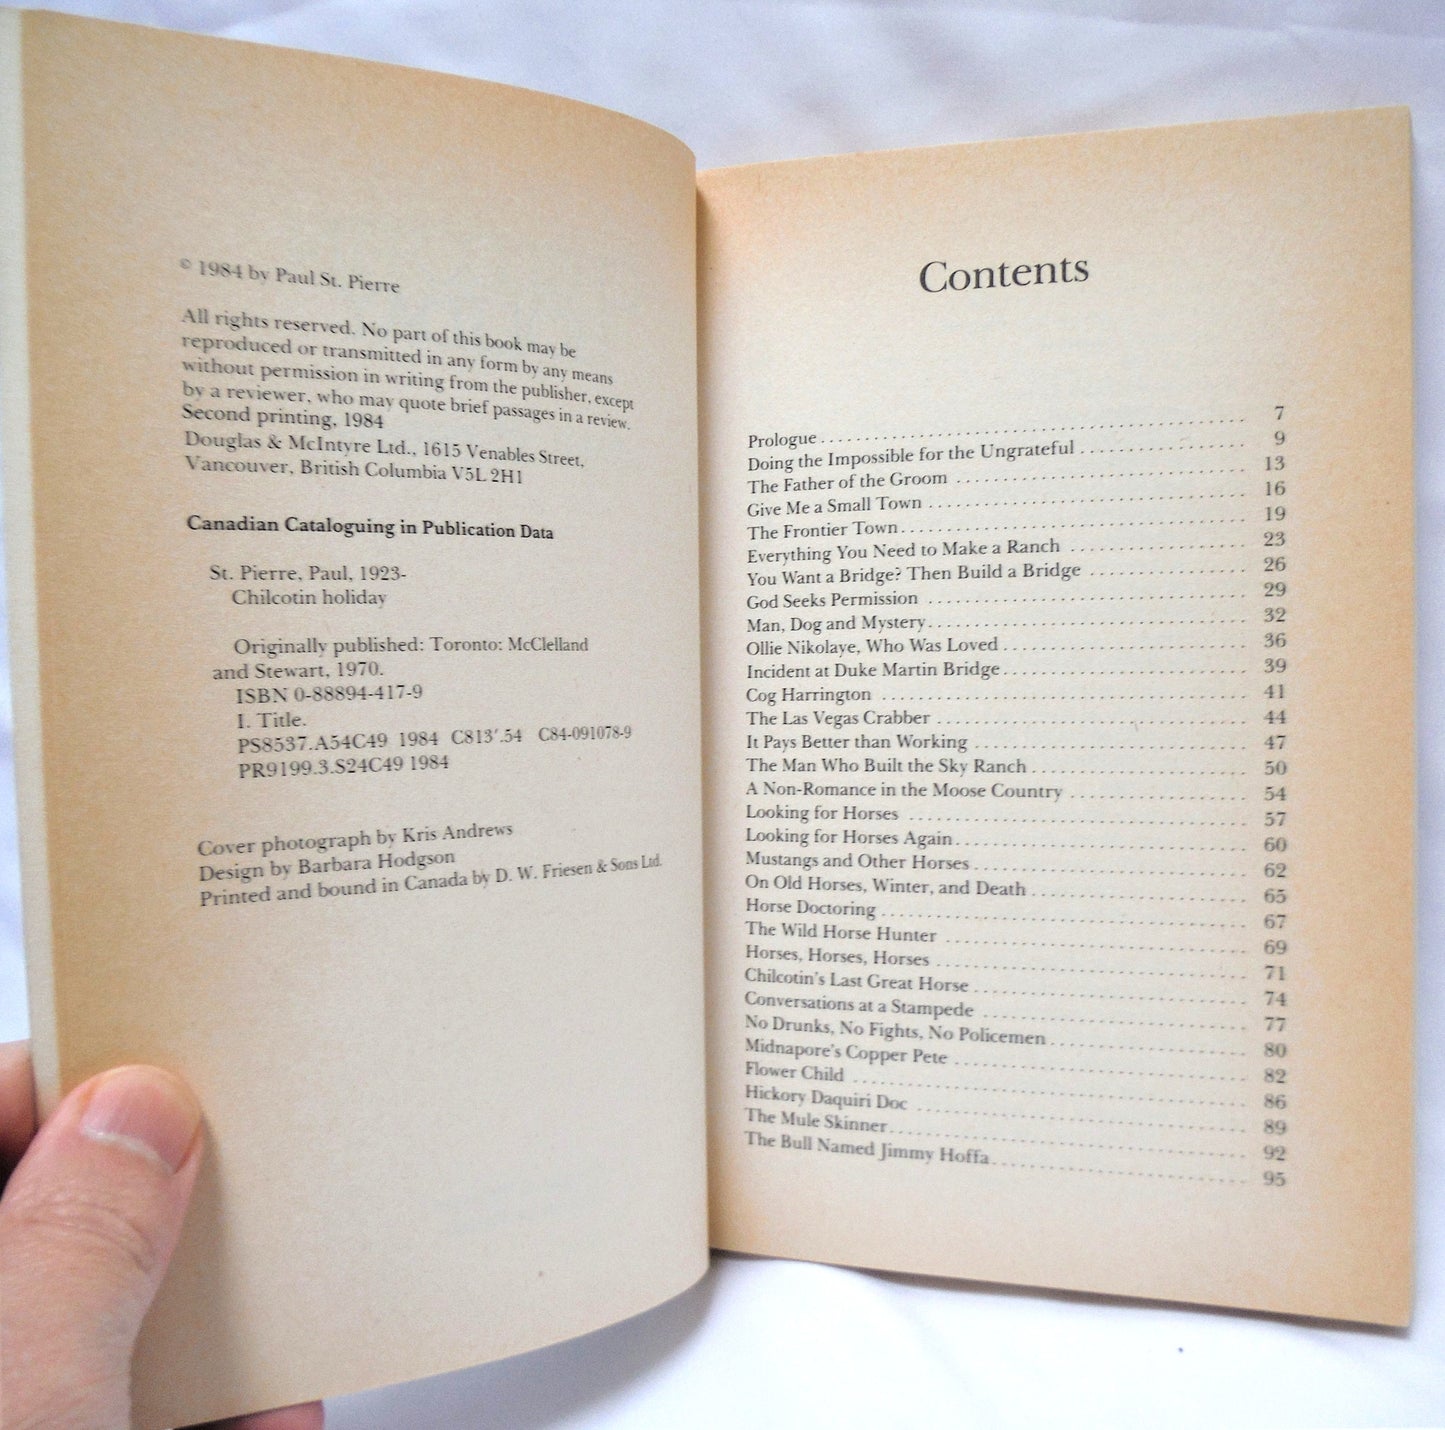 © 1984 by Paul St. Pierre
All rights reserved. No part of this book may be
reproduced or transmitted in any form by any means
without permission in writing from the publisher, except
by a reviewer, who may quote brief passages in a review.
Second printing, 1984
Douglas & McIntyre Ltd., 1615 Venables Street,
Vancouver, British Columbia V5L 2H1
Canadian Cataloguing in Publication Data
St. Pierre, Paul, 1923-
Chilcotin holiday
Originally published: Toronto: McClelland
and Stewart, 1970.
ISBN 0-88894-417-9
I. Title.
PS8537.A54C49 1984 C813'.54 C84-091078-9
PR9199.3.S24C49 1984
Cover photograph by Kris Andrews
Design by Barbara Hodgson
Printed and bound in Canada by D. W. Friesen & Sons Ltd.
Contents
Prologue 7
Doing the Impossible for the Ungrateful 9
The Father of the Groom 13
Give Me a Small Town 16
The Frontier Town 19
Everything You Need to Make a Ranch 23
You Want a Bridge? Then Build a Bridge 26
God Seeks Permission 29
Man, Dog and Mystery 32
Ollie Nikolaye, Who Was Loved 36
Incident at Duke Martin Bridge 39
Cog Harrington 41
The Las Vegas Crabber 44
It Pays Better than Working 47
The Man Who Built the Sky Ranch 50
A Non-Romance in the Moose Country 54
Looking for Horses 57
Looking for Horses Again 60
Mustangs and Other Horses 62
On Old Horses, Winter, and Death 65
Horse Doctoring 67
The Wild Horse Hunter 69
Horses, Horses, Horses 71
Chilcotin's Last Great Horse 74
Conversations at a Stampede 77
No Drunks, No Fights, No Policemen 80
Midnapore's Copper Pete 82
Flower Child 86
Hickory Daquiri Doc 89
The Mule Skinner 92
The Bull Named Jimmy Hoffa 95